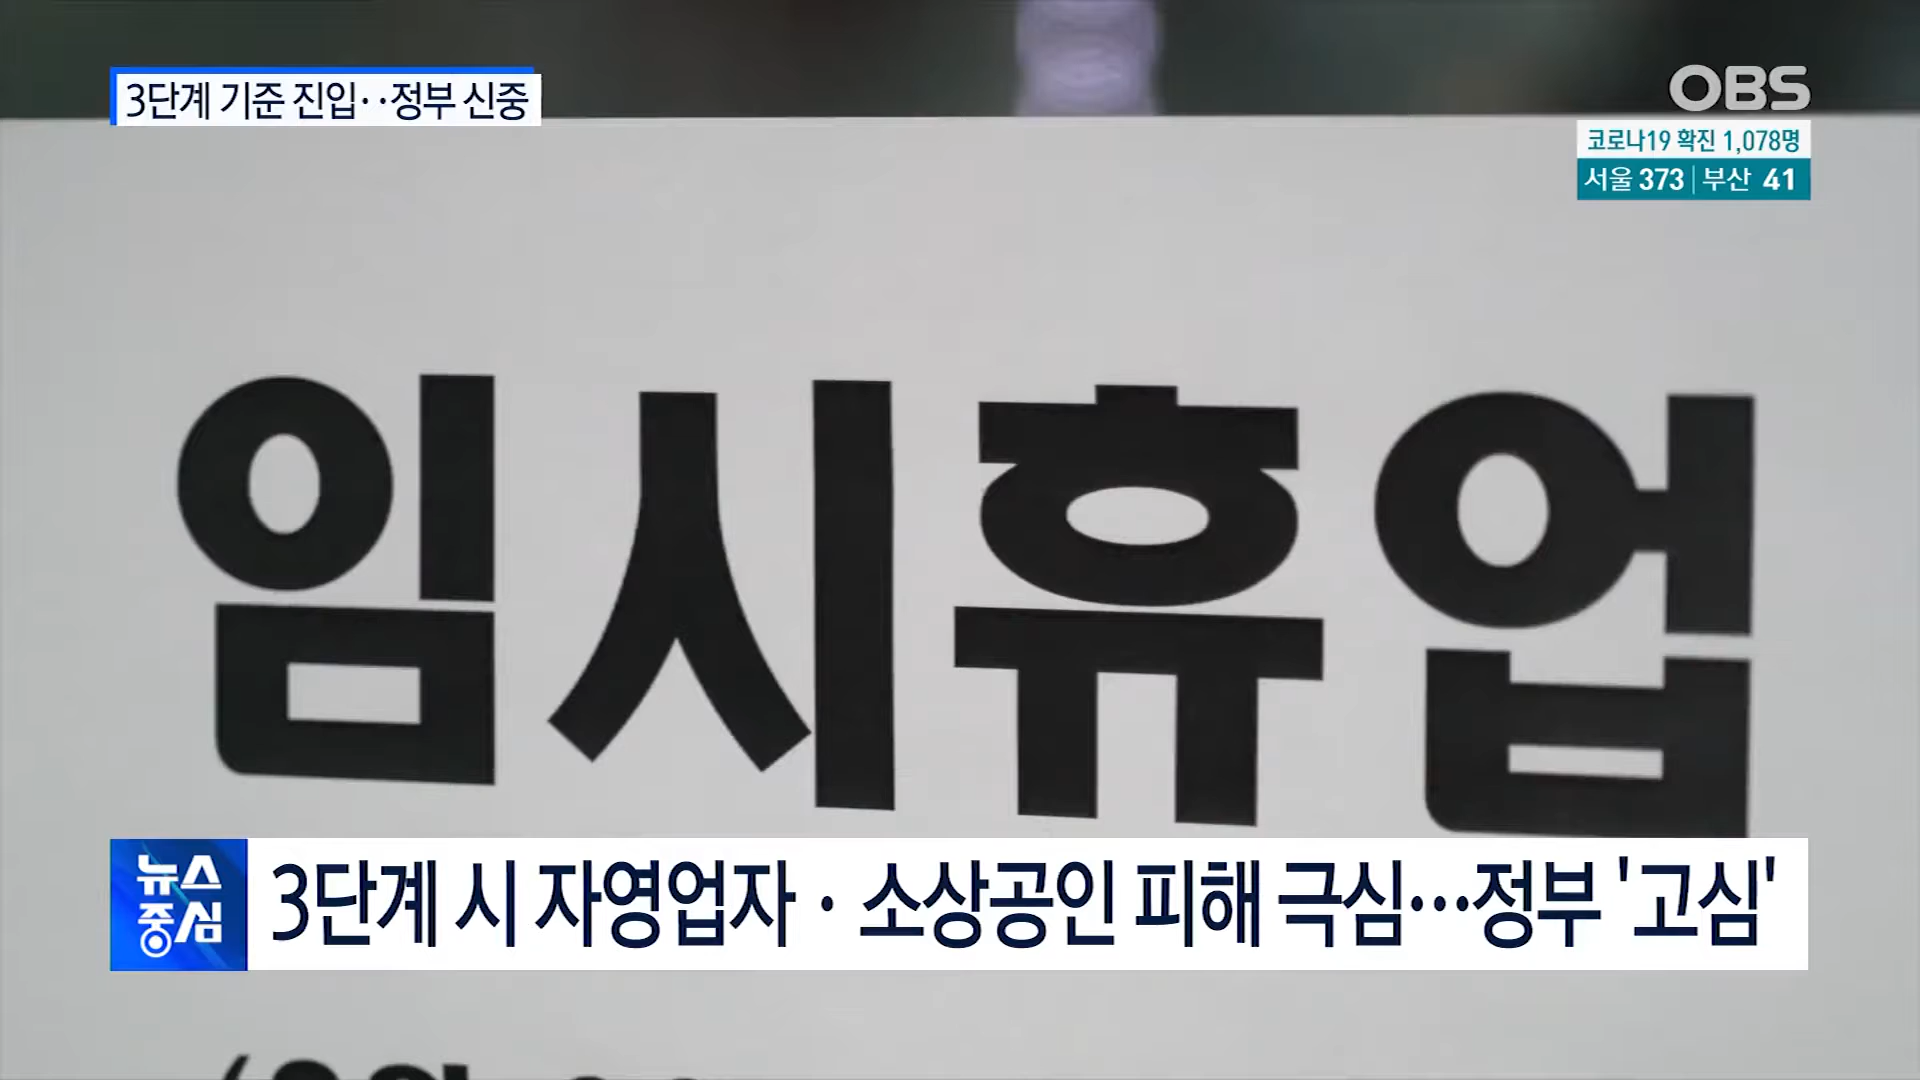 3단계 기준 진입‥정부 신중
OBS
코로나19 확진 1,078명
서울 373 | 부산 41
임시휴업
뉴스
중심
3단계 시 자영업자·소상공인 피해 극심…정부 '고심'